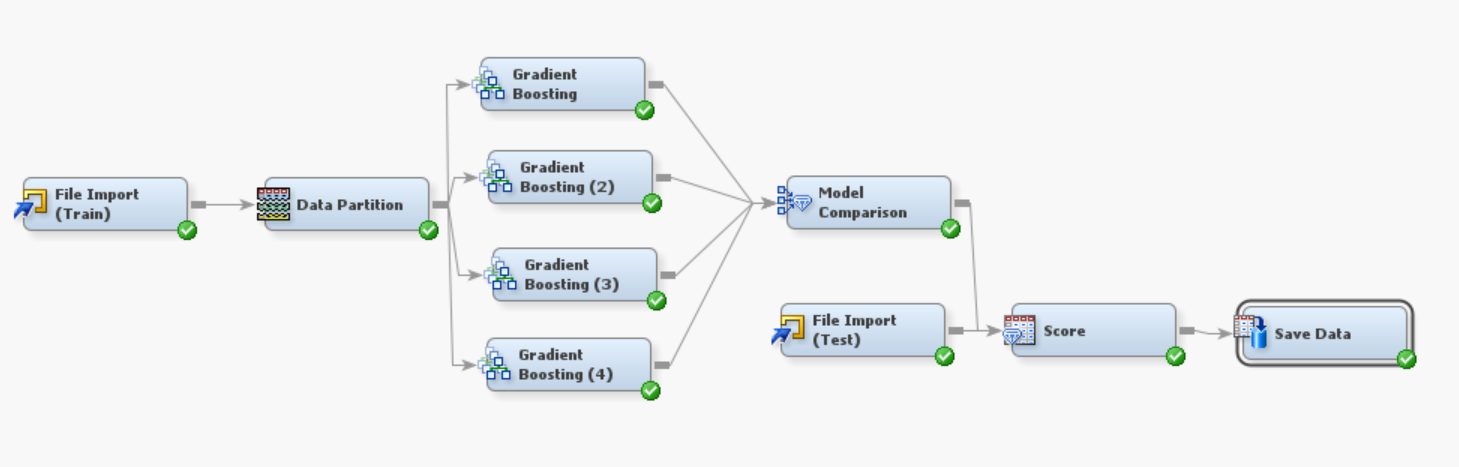 File Import
(Train)
Data Partition
Gradient
Boosting
Gradient
Boosting (2)
Gradient
Boosting (3)
Gradient
Boosting (4)
Model
Comparison
File Import
(Test)
Score
Save Data